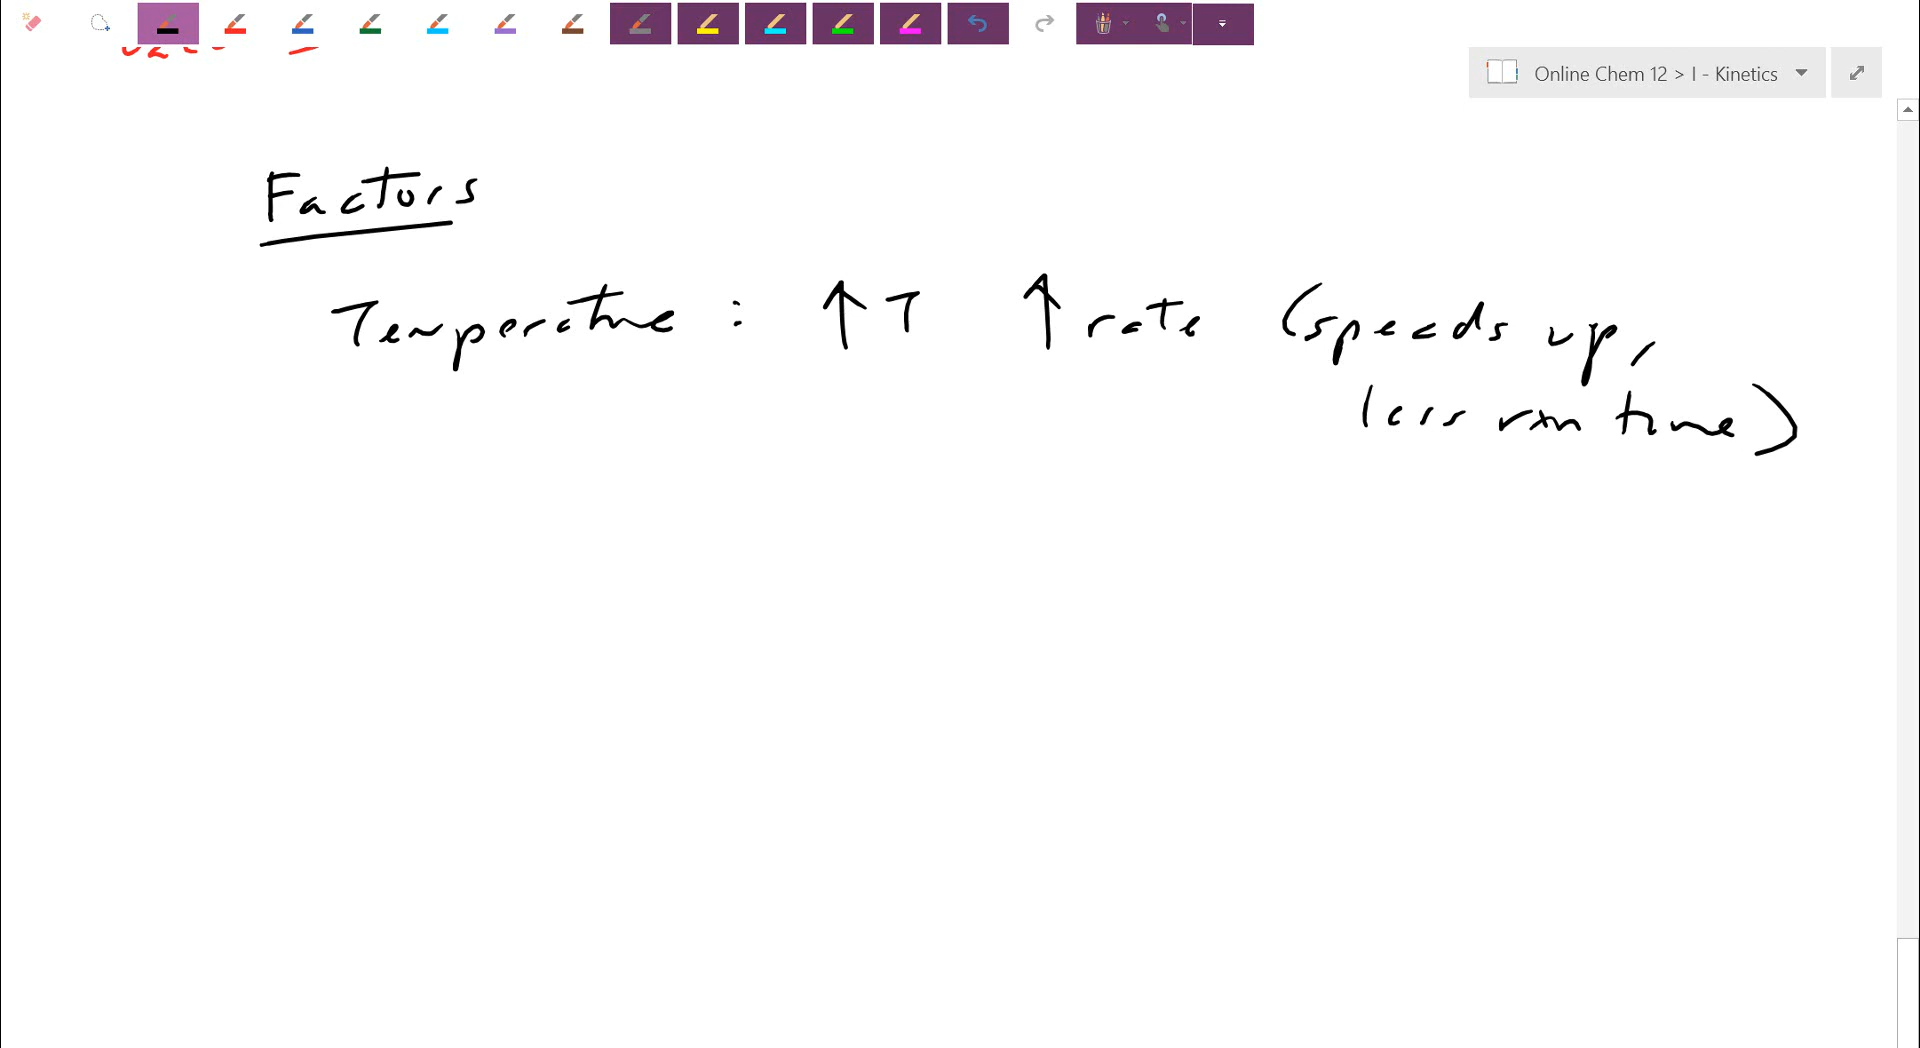 Online Chem 12 > I - Kinetics
Factors
Temperature : ↑ T ↑ rate (speeds up,
less rxn time)